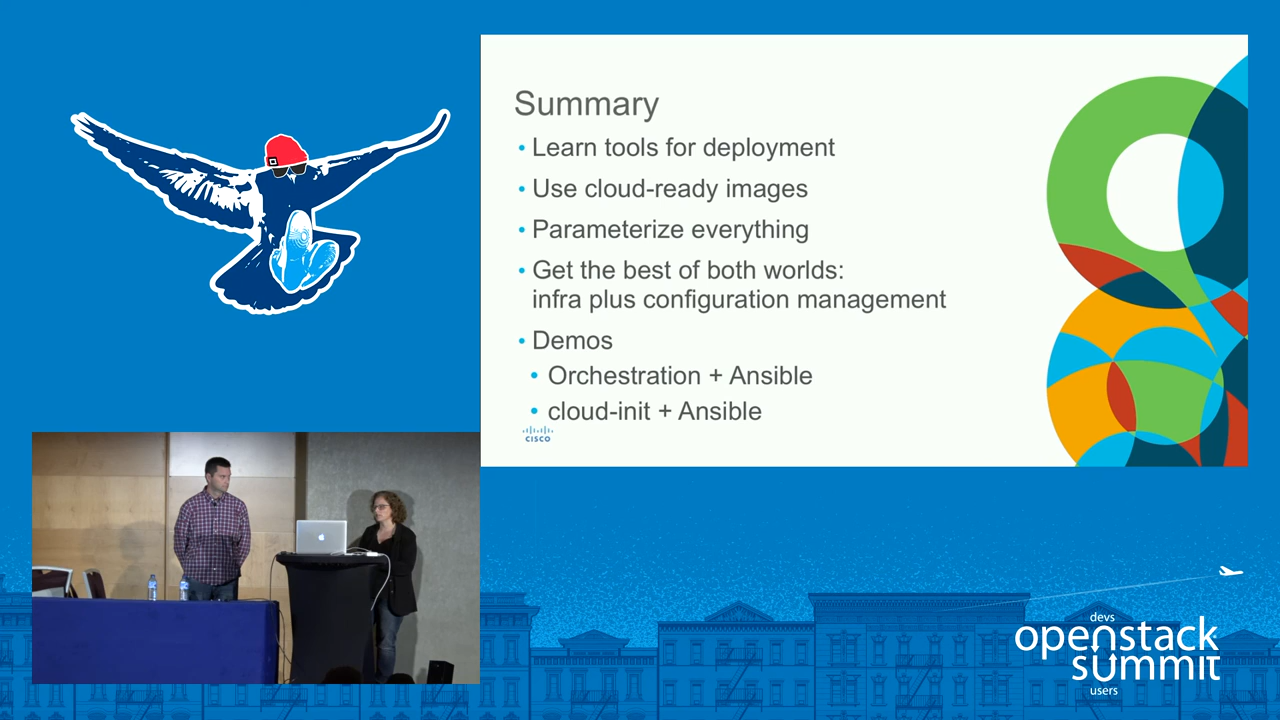 Summary
• Learn tools for deployment
• Use cloud-ready images
• Parameterize everything
• Get the best of both worlds:
infra plus configuration management
• Demos
• Orchestration + Ansible
• cloud-init + Ansible
CISCO
devs
openstack
summit
users